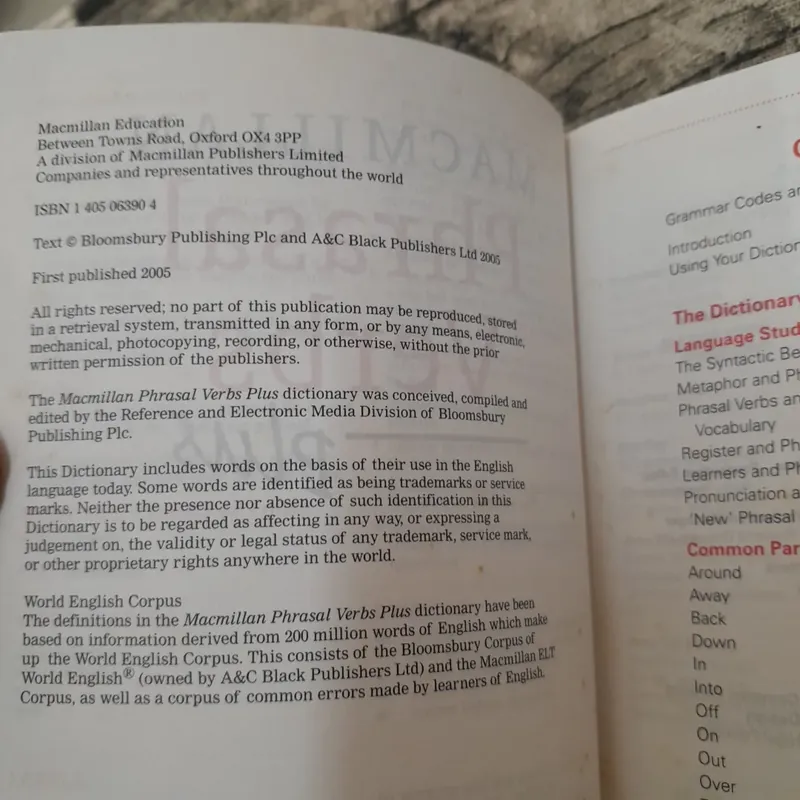 Macmillan Education
Between Towns Road, Oxford OX4 3PP
A division of Macmillan Publishers Limited
Companies and representatives throughout the world
ISBN 1 405 06390 4
Text © Bloomsbury Publishing Plc and A&C Black Publishers Ltd 2005
First published 2005
All rights reserved; no part of this publication may be reproduced, stored
in a retrieval system, transmitted in any form, or by any means, electronic,
mechanical, photocopying, recording, or otherwise, without the prior
written permission of the publishers.
The Macmillan Phrasal Verbs Plus dictionary was conceived, compiled and
edited by the Reference and Electronic Media Division of Bloomsbury
Publishing Plc.
This Dictionary includes words on the basis of their use in the English
language today. Some words are identified as being trademarks or service
marks. Neither the presence nor absence of such identification in this
Dictionary is to be regarded as affecting in any way, or expressing a
judgement on, the validity or legal status of any trademark, service mark,
or other proprietary rights anywhere in the world.
World English Corpus
The definitions in the Macmillan Phrasal Verbs Plus dictionary have been
based on information derived from 200 million words of English which make
up the World English Corpus. This consists of the Bloomsbury Corpus of
World English® (owned by A&C Black Publishers Ltd) and the Macmillan ELT
Corpus, as well as a corpus of common errors made by learners of English.
Grammar Codes
Introduction
Using Your
The Dictionary
Language
The Syntactic
Metaphor and
Phrasal Verbs
Vocabulary
Register and
Learners and
Pronunciation
'New' Phrasal
Common
Around
Away
Back
Down
In
Into
Off
On
Out
Over